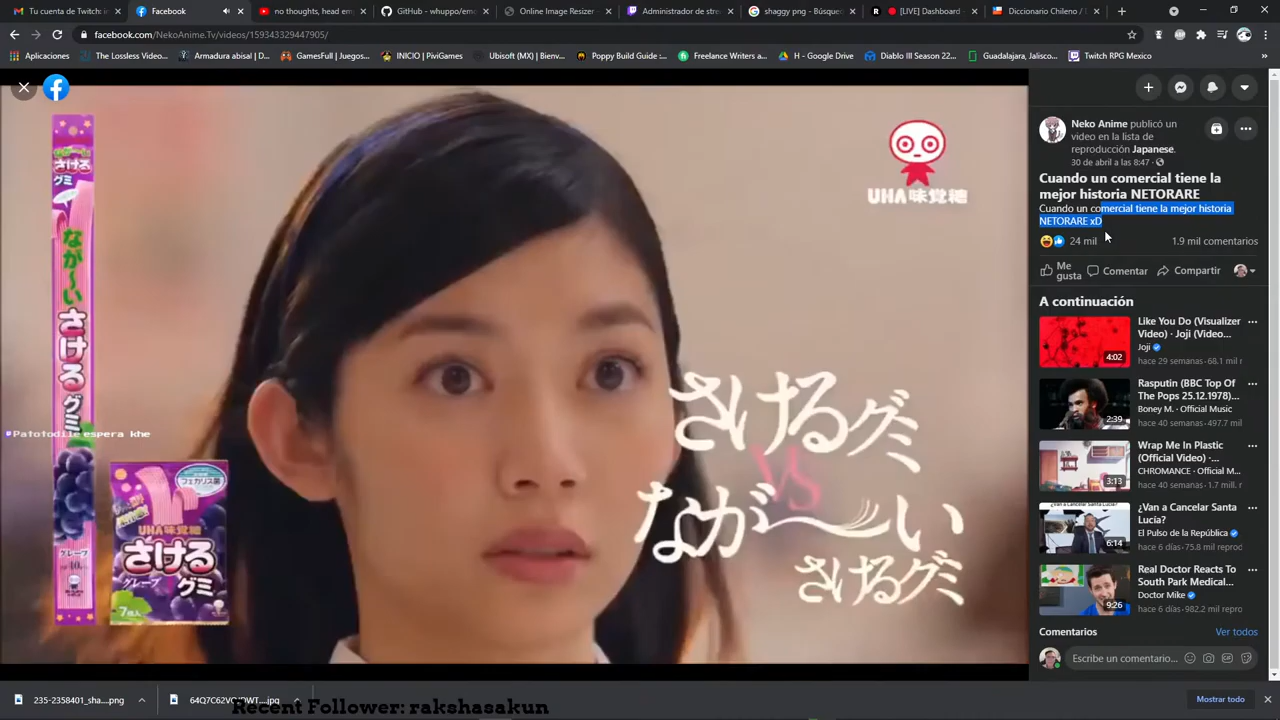 Tu cuenta de Twitch: i
Facebook
no thoughts, head em
GitHub - whuppo/emo
Online Image Resizer -
Administrador de stre
shaggy png - Búsque
[LIVE] Dashboard
Diccionario Chileno /
facebook.com/NekoAnime.Tv/videos/159343329447905/
Aplicaciones
The Lossless Video...
Armadura abisal | D...
GamesFull | Juegos...
INICIO | PiviGames
Ubisoft (MX) | Bienv...
Poppy Build Guide :...
Freelance Writers a...
H - Google Drive
Diablo III Season 22...
Guadalajara, Jalisco...
Twitch RPG Mexico
UHA味覚糖
なが〜い
さけるグミ
グレープ
Patotodile espera khe
UHA味覚糖
さける
グミ
グレープ
さけるグミ
VS
なが〜い
さけるグミ
Neko Anime publicó un
video en la lista de
reproducción Japanese.
30 de abril a las 8:47 ·
Cuando un comercial tiene la
mejor historia NETORARE
Cuando un comercial tiene la mejor historia
NETORARE xD
24 mil
1.9 mil comentarios
Me gusta
Comentar
Compartir
A continuación
Like You Do (Visualizer
Video) · Joji (Video...
Joji
hace 29 semanas · 68.1 mil r
4:02
Rasputin (BBC Top Of
The Pops 25.12.1978)...
Boney M. · Official Music
hace 40 semanas · 497.7 mil
2:39
Wrap Me In Plastic
(Official Video) ·...
CHROMANCE · Official M...
hace 40 semanas · 1.7. mil.
3:13
¿Van a Cancelar Santa
Lucía?
El Pulso de la República
hace 6 días · 75.8 mil repro
6:14
Real Doctor Reacts To
South Park Medical...
Doctor Mike
hace 6 días · 982.2 mil repro
9:26
Comentarios
Ver todos
Escribe un comentario...
235-2358401_sha....png
Mostrar todo
Recent Follower: rakshasakun